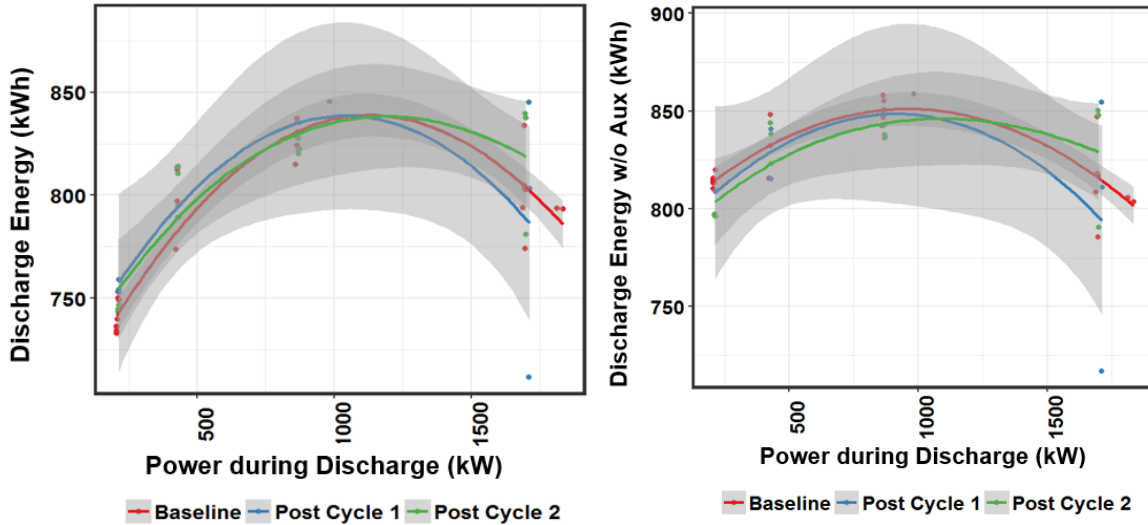 Discharge Energy (kWh)
850
800
750
500
1000
1500
Power during Discharge (kW)
Baseline Post Cycle 1 Post Cycle 2
Discharge Energy w/o Aux (kWh)
900
850
800
750
500
1000
1500
Power during Discharge (kW)
Baseline Post Cycle 1 Post Cycle 2